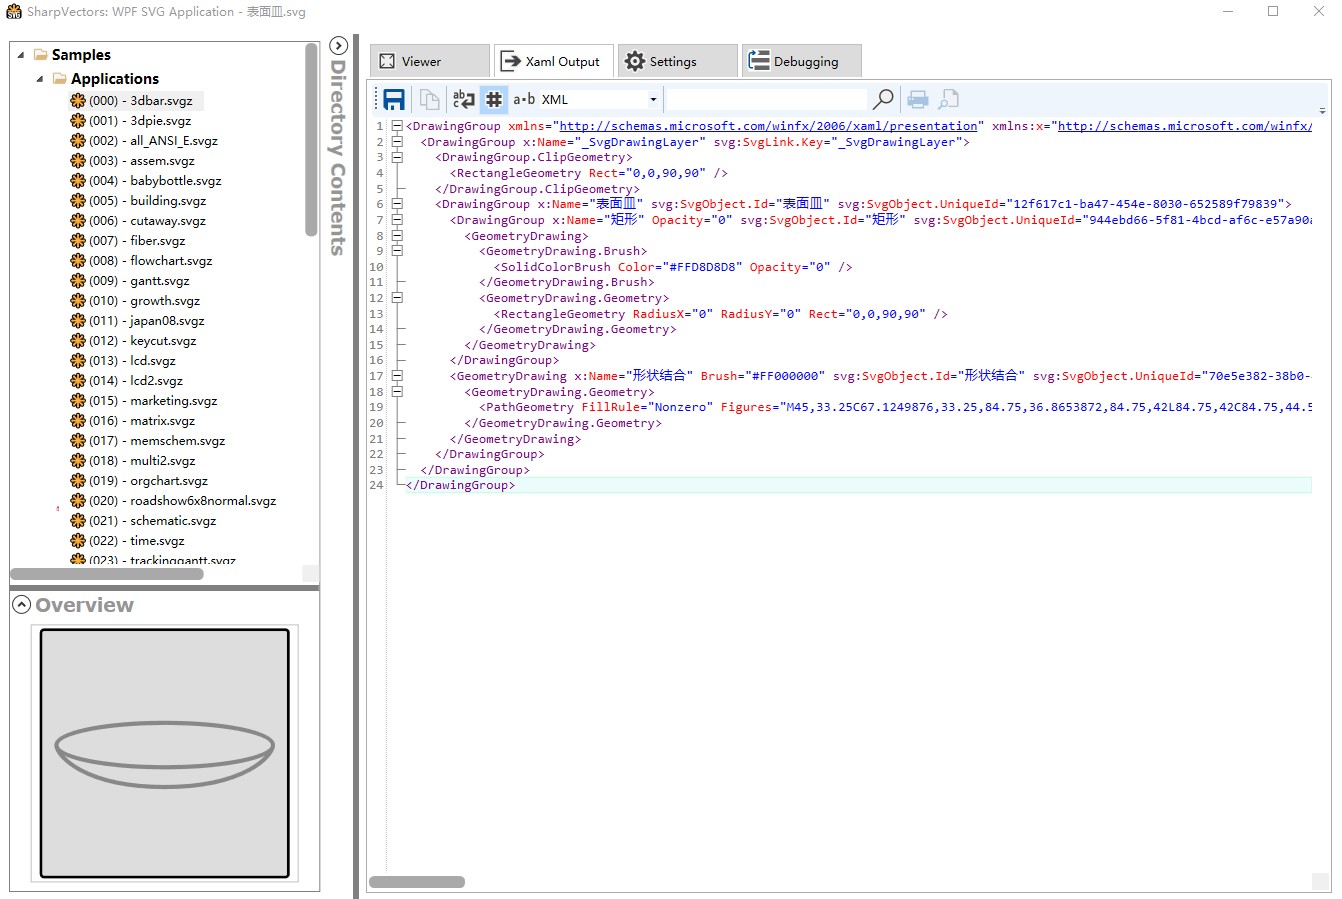 SharpVectors: WPF SVG Application - 表面皿.svg
Samples
Applications
(000) - 3dbar.svgz
(001) - 3dpie.svgz
(002) - all_ANSI_E.svgz
(003) - assem.svgz
(004) - babybottle.svgz
(005) - building.svgz
(006) - cutaway.svgz
(007) - fiber.svgz
(008) - flowchart.svgz
(009) - gantt.svgz
(010) - growth.svgz
(011) - japan08.svgz
(012) - keycut.svgz
(013) - lcd.svgz
(014) - lcd2.svgz
(015) - marketing.svgz
(016) - matrix.svgz
(017) - memschem.svgz
(018) - multi2.svgz
(019) - orgchart.svgz
(020) - roadshow6x8normal.svgz
(021) - schematic.svgz
(022) - time.svgz
(023) - trackinggantt.svgz
Overview
Directory Contents
Viewer
Xaml Output
Settings
Debugging
XML
1 <DrawingGroup xmlns="http://schemas.microsoft.com/winfx/2006/xaml/presentation" xmlns:x="http://schemas.microsoft.com/winfx/
2 <DrawingGroup x:Name="_SvgDrawingLayer" svg:SvgLink.Key="_SvgDrawingLayer">
3 <DrawingGroup.ClipGeometry>
4 <RectangleGeometry Rect="0,0,90,90" />
5 </DrawingGroup.ClipGeometry>
6 <DrawingGroup x:Name="表面皿" svg:SvgObject.Id="表面皿" svg:SvgObject.UniqueId="12f617c1-ba47-454e-8030-652589f79839">
7 <DrawingGroup x:Name="矩形" Opacity="0" svg:SvgObject.Id="矩形" svg:SvgObject.UniqueId="944ebd66-5f81-4bcd-af6c-e57a90a
8 <GeometryDrawing>
9 <GeometryDrawing.Brush>
10 <SolidColorBrush Color="#FFD8D8D8" Opacity="0" />
11 </GeometryDrawing.Brush>
12 <GeometryDrawing.Geometry>
13 <RectangleGeometry RadiusX="0" RadiusY="0" Rect="0,0,90,90" />
14 </GeometryDrawing.Geometry>
15 </GeometryDrawing>
16 </DrawingGroup>
17 <GeometryDrawing x:Name="形状结合" Brush="#FF000000" svg:SvgObject.Id="形状结合" svg:SvgObject.UniqueId="70e5e382-38b0-
18 <GeometryDrawing.Geometry>
19 <PathGeometry FillRule="Nonzero" Figures="M45,33.25C67.1249876,33.25,84.75,36.8653872,84.75,42L84.75,42C84.75,44.5
20 </GeometryDrawing.Geometry>
21 </GeometryDrawing>
22 </DrawingGroup>
23 </DrawingGroup>
24 </DrawingGroup>